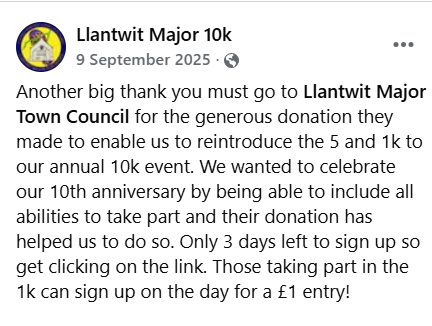 Llantwit Major 10k
9 September 2025 ·
Another big thank you must go to Llantwit Major
Town Council for the generous donation they
made to enable us to reintroduce the 5 and 1k to
our annual 10k event. We wanted to celebrate
our 10th anniversary by being able to include all
abilities to take part and their donation has
helped us to do so. Only 3 days left to sign up so
get clicking on the link. Those taking part in the
1k can sign up on the day for a £1 entry!